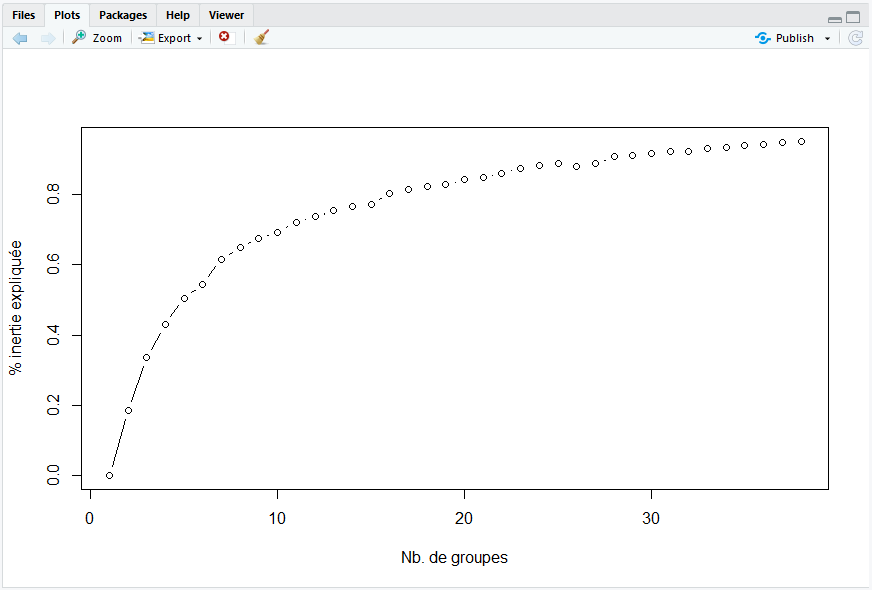 Files Plots Packages Help Viewer
Zoom Export Publish
% inertie expliquée
0.8
0.6
0.4
0.2
0.0
0 10 20 30
Nb. de groupes